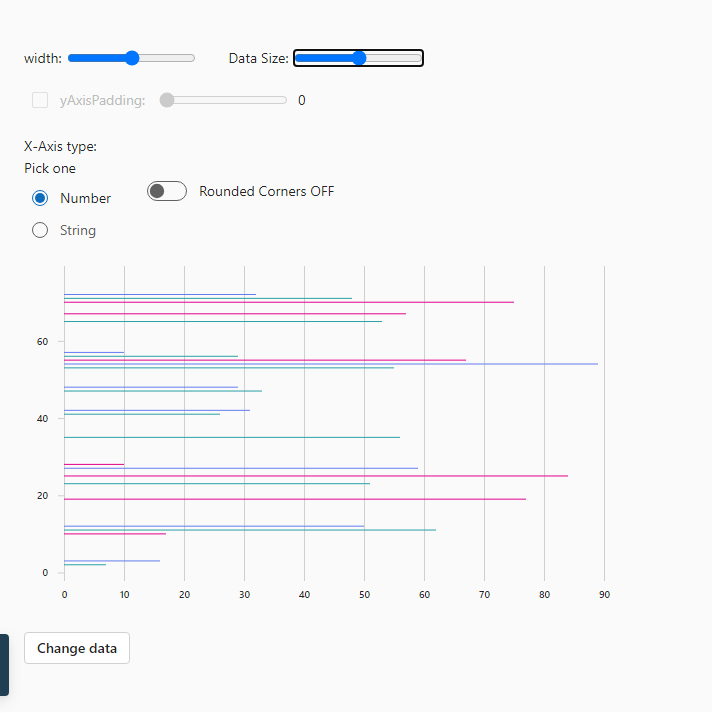 width: Data Size:
yAxisPadding: 0
X-Axis type:
Pick one
Number
Rounded Corners OFF
String
60
40
20
0
0 10 20 30 40 50 60 70 80 90
Change data